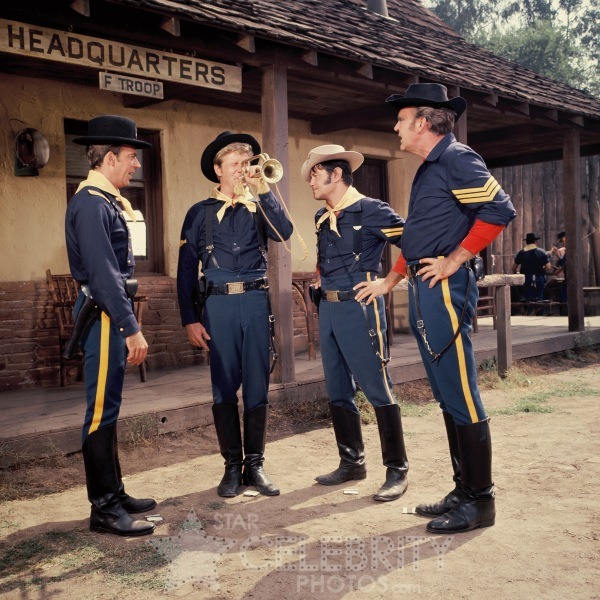 HEADQUARTERS
F TROOP
STAR
CELEBRITY
PHOTOS.com